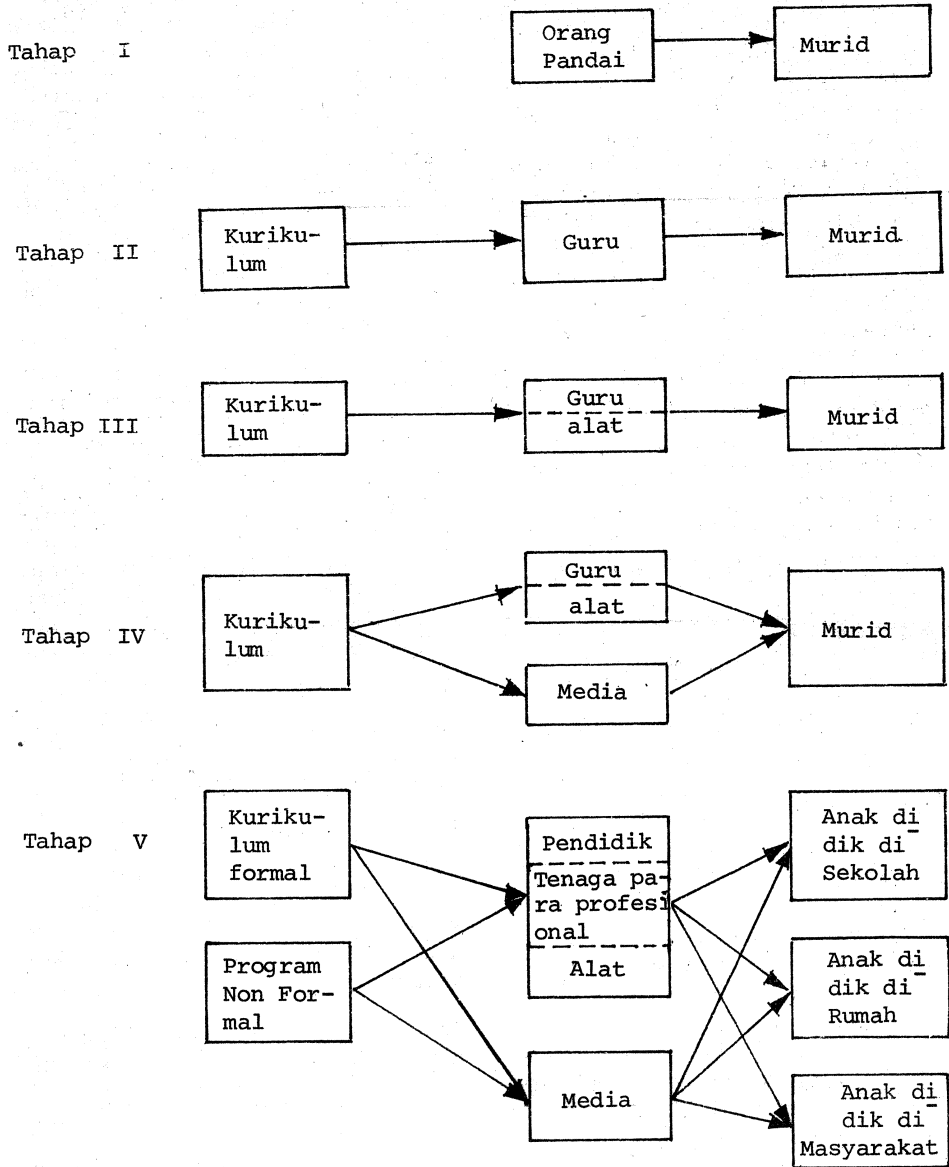 Tahap I
Orang
Pandai
Murid
Tahap II
Kuriku-
lum
Guru
Murid
Tahap III
Kuriku-
lum
Guru
alat
Murid
Tahap IV
Kuriku-
lum
Guru
alat
Media
Murid
Tahap V
Kuriku-
lum
formal
Program
Non For-
mal
Pendidik
Tenaga pa-
ra profesi
onal
Alat
Media
Anak di
dik di
Sekolah
Anak di
dik di
Rumah
Anak di
dik di
Masyarakat